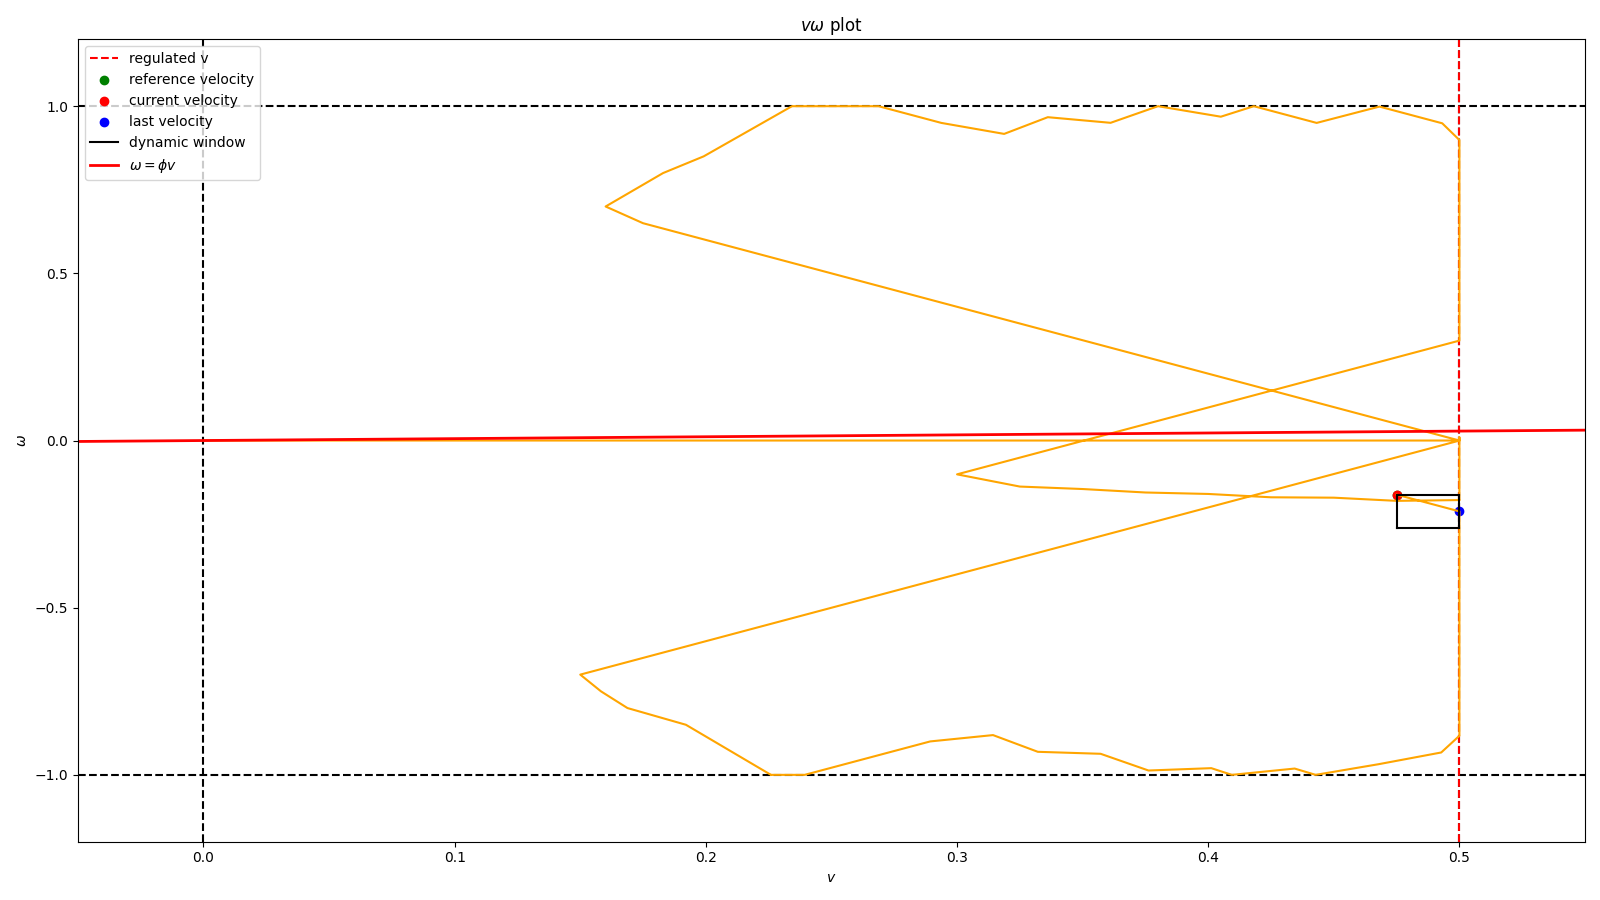 vω plot
regulated v
reference velocity
current velocity
last velocity
dynamic window
ω = ϕv
1.0
0.5
0.0
−0.5
−1.0
ω
0.0 0.1 0.2 0.3 0.4 0.5
v